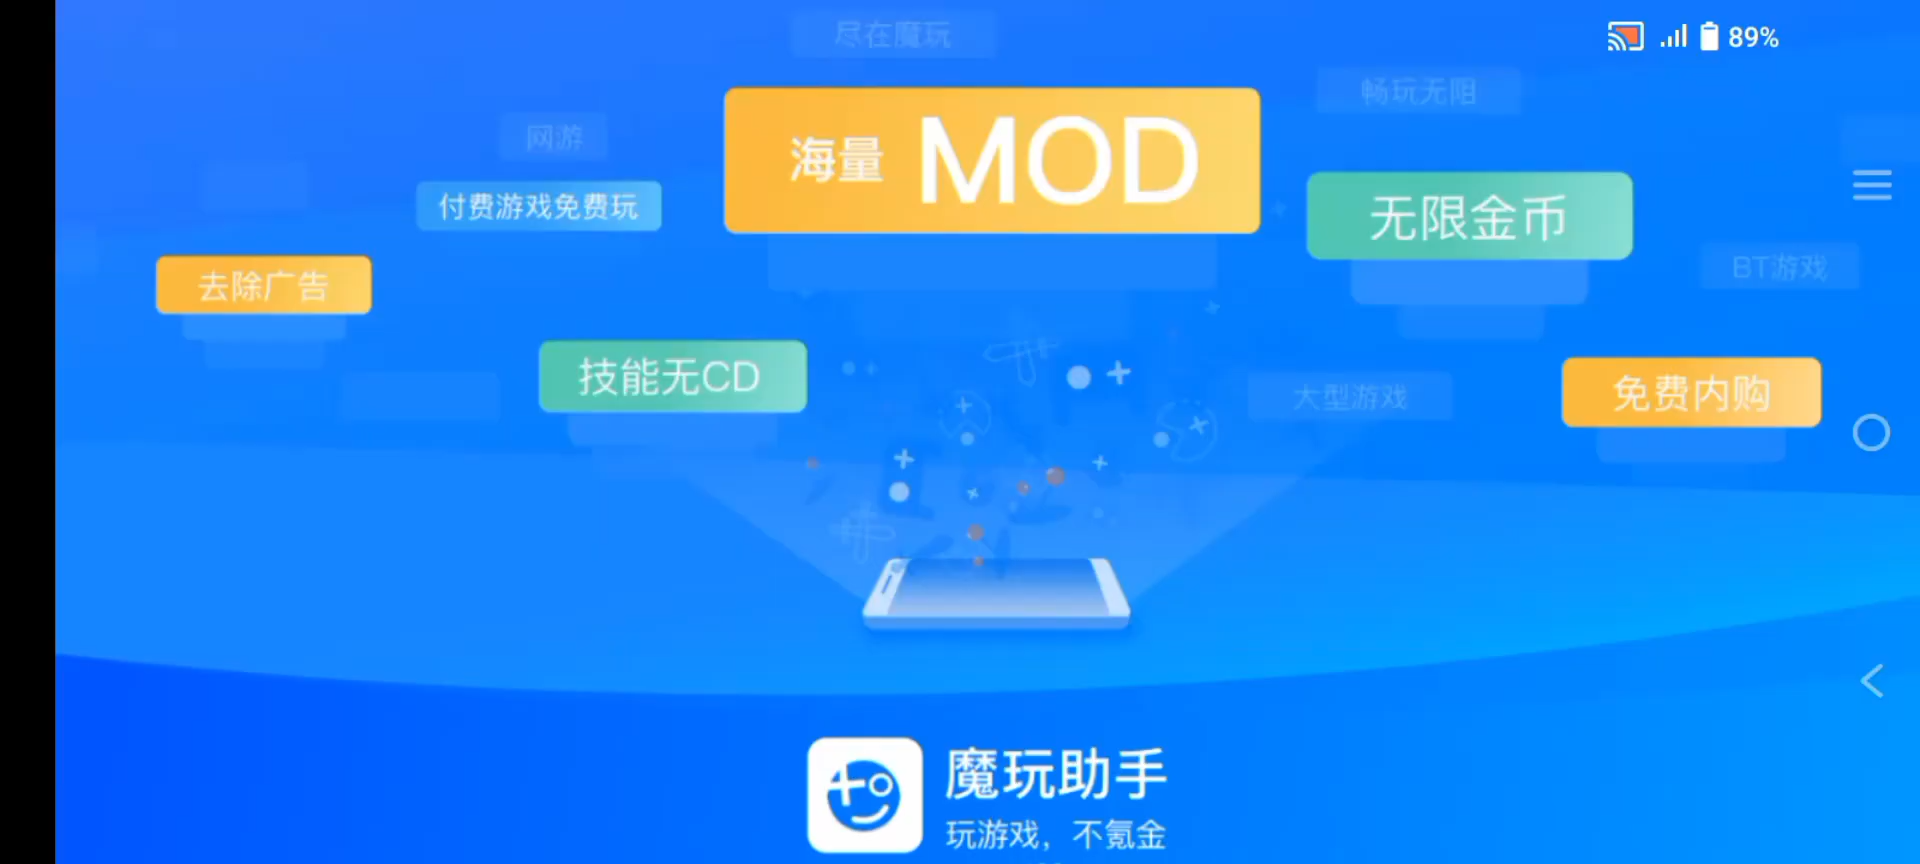 尽在魔玩
89%
畅玩无阻
海量 MOD
网游
付费游戏免费玩
无限金币
BT游戏
去除广告
技能无CD
大型游戏
免费内购
魔玩助手
玩游戏，不氪金